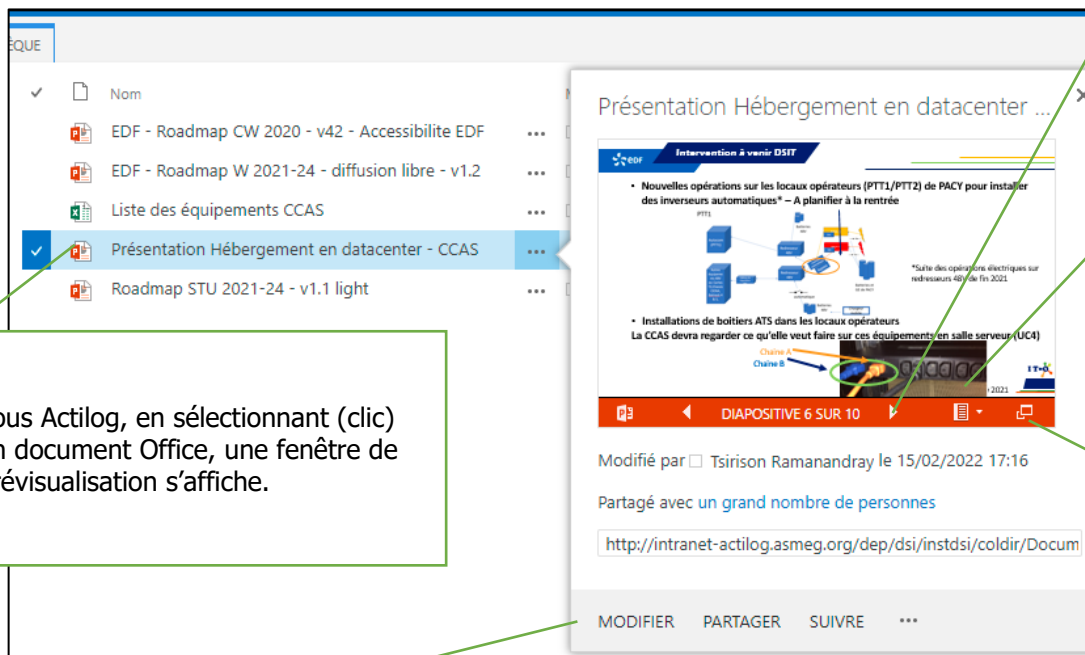 ÈQUE
Nom
EDF - Roadmap CW 2020 - v42 - Accessibilite EDF ...
EDF - Roadmap W 2021-24 - diffusion libre - v1.2 ...
Liste des équipements CCAS ...
Présentation Hébergement en datacenter - CCAS ...
Roadmap STU 2021-24 - v1.1 light ...
ous Actilog, en sélectionnant (clic)
n document Office, une fenêtre de
révisualisation s’affiche.
Présentation Hébergement en datacenter ...
EDF
Intervention à venir DSIT
• Nouvelles opérations sur les locaux opérateurs (PTT1/PTT2) de PACY pour installer
des inverseurs automatiques* – A planifier à la rentrée
PTT1
*Suite des opérations électriques sur
redresseurs 48V de fin 2021
• Installations de boitiers ATS dans les locaux opérateurs
La CCAS devra regarder ce qu'elle veut faire sur ces équipements en salle serveur (UC4)
Chaine A
Chaine B
2021
DIAPOSITIVE 6 SUR 10
Modifié par Tsirison Ramanandray le 15/02/2022 17:16
Partagé avec un grand nombre de personnes
http://intranet-actilog.asmeg.org/dep/dsi/instdsi/coldir/Docum
MODIFIER PARTAGER SUIVRE ...